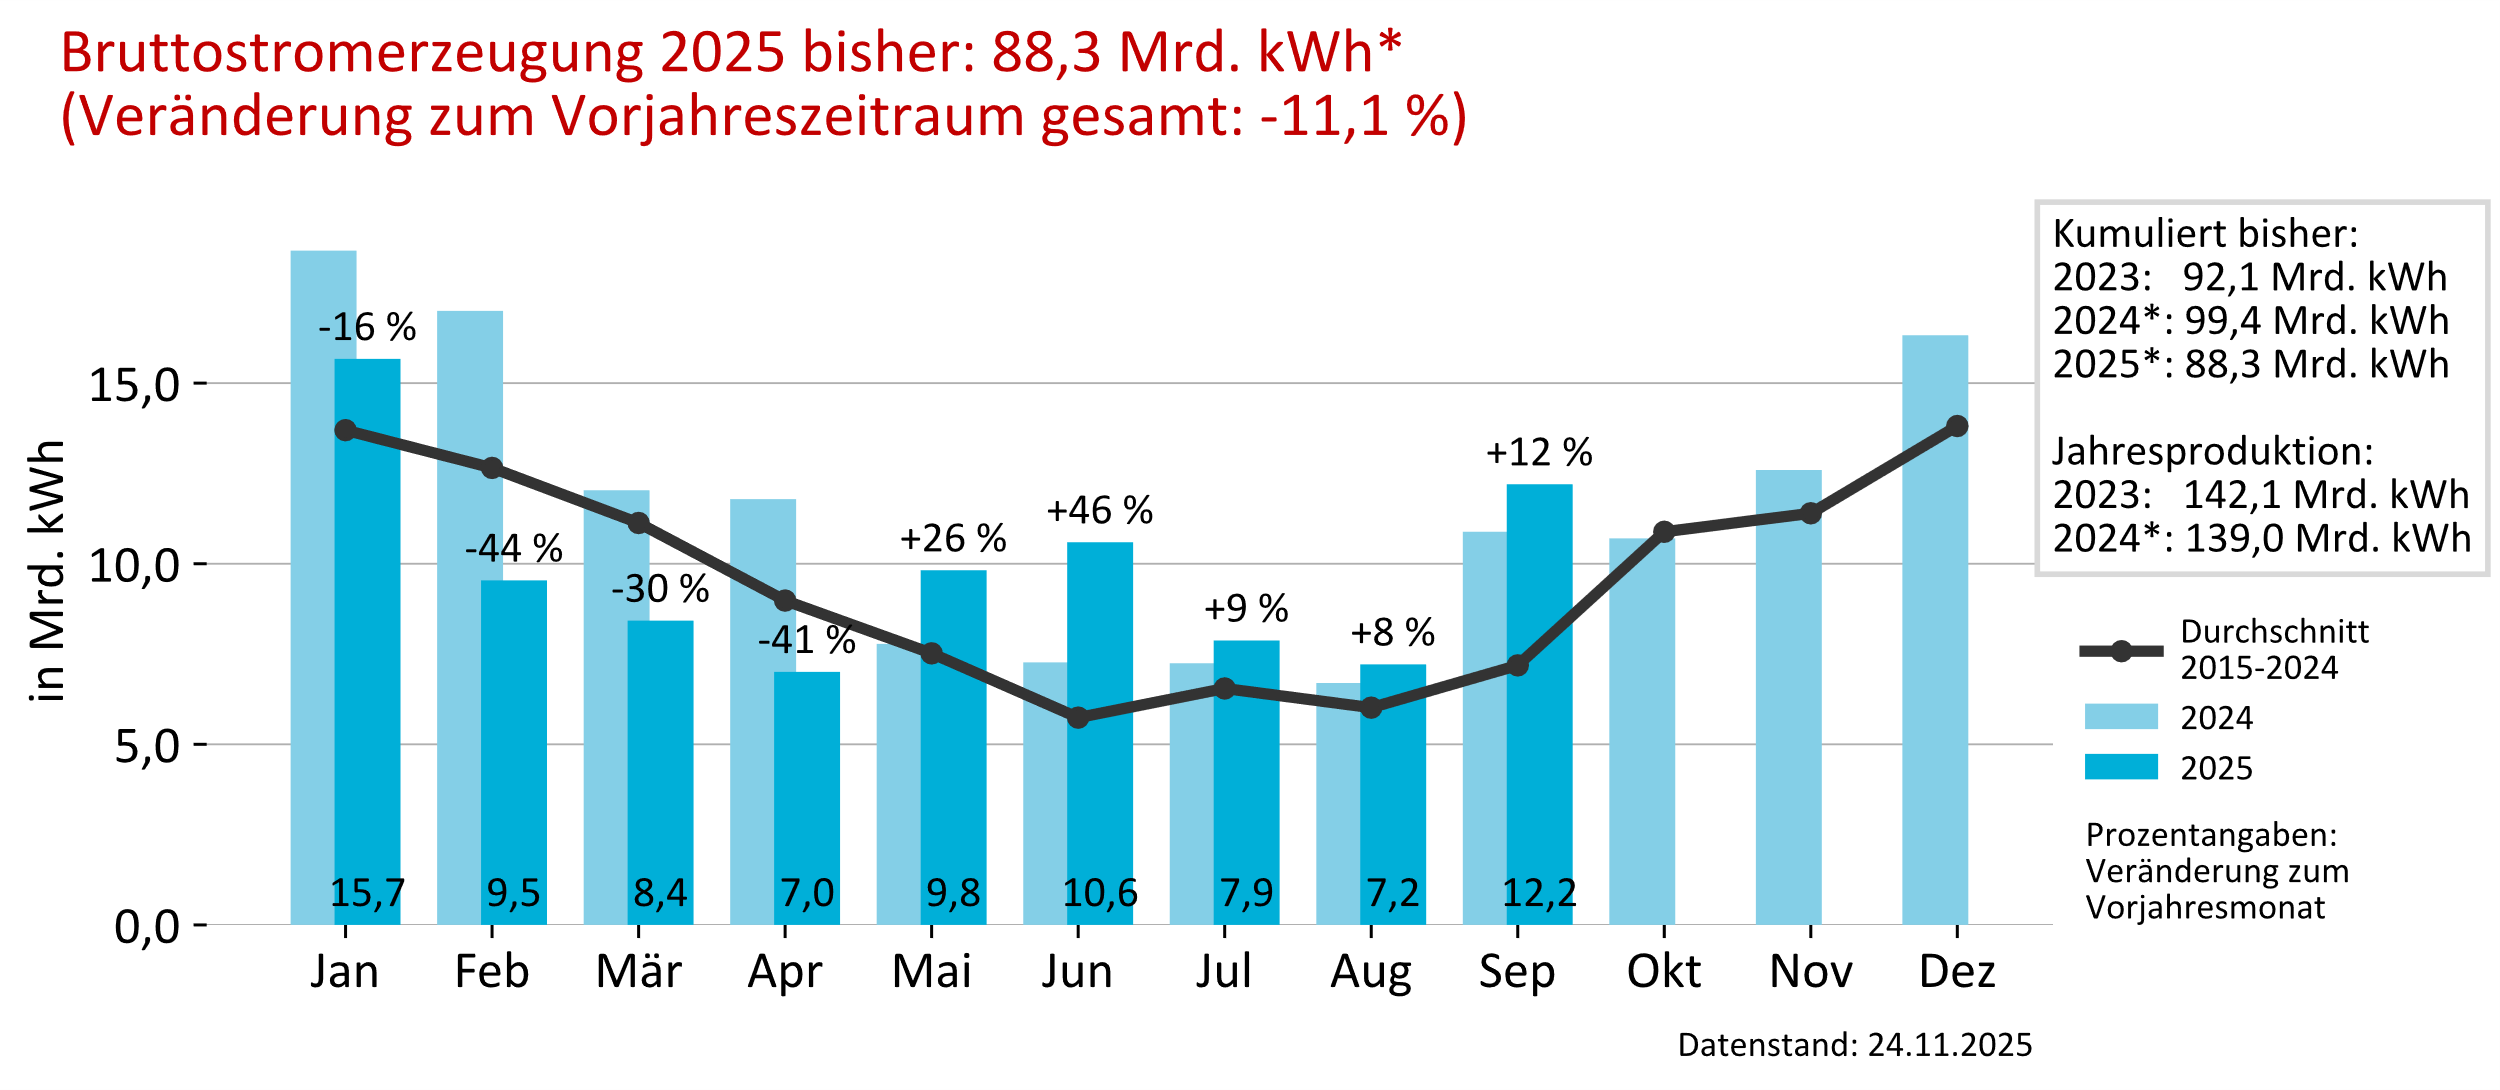 Bruttostromerzeugung 2025 bisher: 88,3 Mrd. kWh*
(Veränderung zum Vorjahreszeitraum gesamt: -11,1 %)
Kumuliert bisher:
2023: 92,1 Mrd. kWh
2024*: 99,4 Mrd. kWh
2025*: 88,3 Mrd. kWh
Jahresproduktion:
2023: 142,1 Mrd. kWh
2024*: 139,0 Mrd. kWh
in Mrd. kWh
15,0
10,0
5,0
0,0
-16 %
-44 %
-30 %
-41 %
+26 %
+46 %
+9 %
+8 %
+12 %
15,7
9,5
8,4
7,0
9,8
10,6
7,9
7,2
12,2
Jan
Feb
Mär
Apr
Mai
Jun
Jul
Aug
Sep
Okt
Nov
Dez
Durchschnitt
2015-2024
2024
2025
Prozentangaben:
Veränderung zum
Vorjahresmonat
Datenstand: 24.11.2025